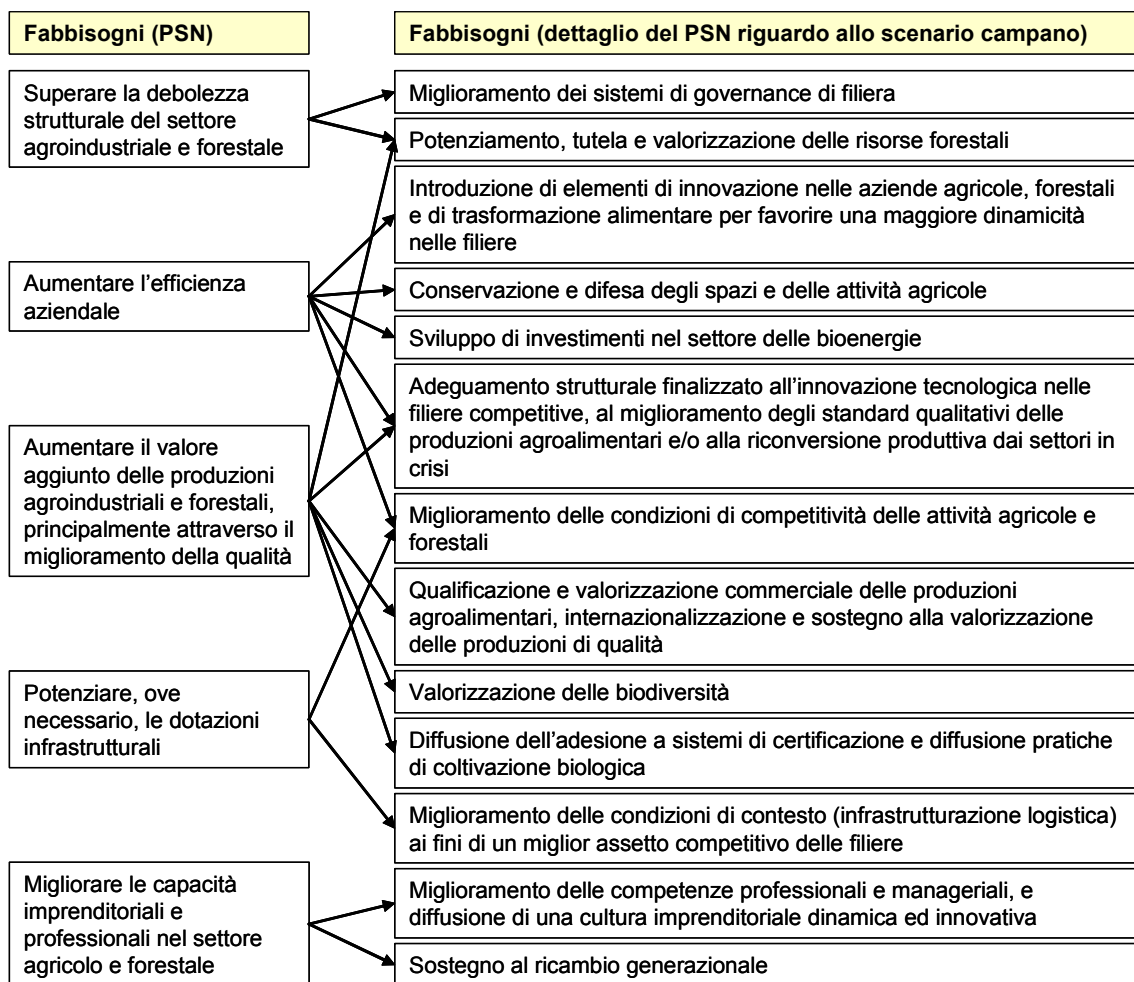 Fabbisogni (PSN)
Fabbisogni (dettaglio del PSN riguardo allo scenario campano)
Superare la debolezza
strutturale del settore
agroindustriale e forestale
Aumentare l'efficienza
aziendale
Aumentare il valore
aggiunto delle produzioni
agroindustriali e forestali,
principalmente attraverso il
miglioramento della qualità
Potenziare, ove
necessario, le dotazioni
infrastrutturali
Migliorare le capacità
imprenditoriali e
professionali nel settore
agricolo e forestale
Miglioramento dei sistemi di governance di filiera
Potenziamento, tutela e valorizzazione delle risorse forestali
Introduzione di elementi di innovazione nelle aziende agricole, forestali
e di trasformazione alimentare per favorire una maggiore dinamicità
nelle filiere
Conservazione e difesa degli spazi e delle attività agricole
Sviluppo di investimenti nel settore delle bioenergie
Adeguamento strutturale finalizzato all'innovazione tecnologica nelle
filiere competitive, al miglioramento degli standard qualitativi delle
produzioni agroalimentari e/o alla riconversione produttiva dai settori in
crisi
Miglioramento delle condizioni di competitività delle attività agricole e
forestali
Qualificazione e valorizzazione commerciale delle produzioni
agroalimentari, internazionalizzazione e sostegno alla valorizzazione
delle produzioni di qualità
Valorizzazione delle biodiversità
Diffusione dell'adesione a sistemi di certificazione e diffusione pratiche
di coltivazione biologica
Miglioramento delle condizioni di contesto (infrastrutturazione logistica)
ai fini di un miglior assetto competitivo delle filiere
Miglioramento delle competenze professionali e manageriali, e
diffusione di una cultura imprenditoriale dinamica ed innovativa
Sostegno al ricambio generazionale